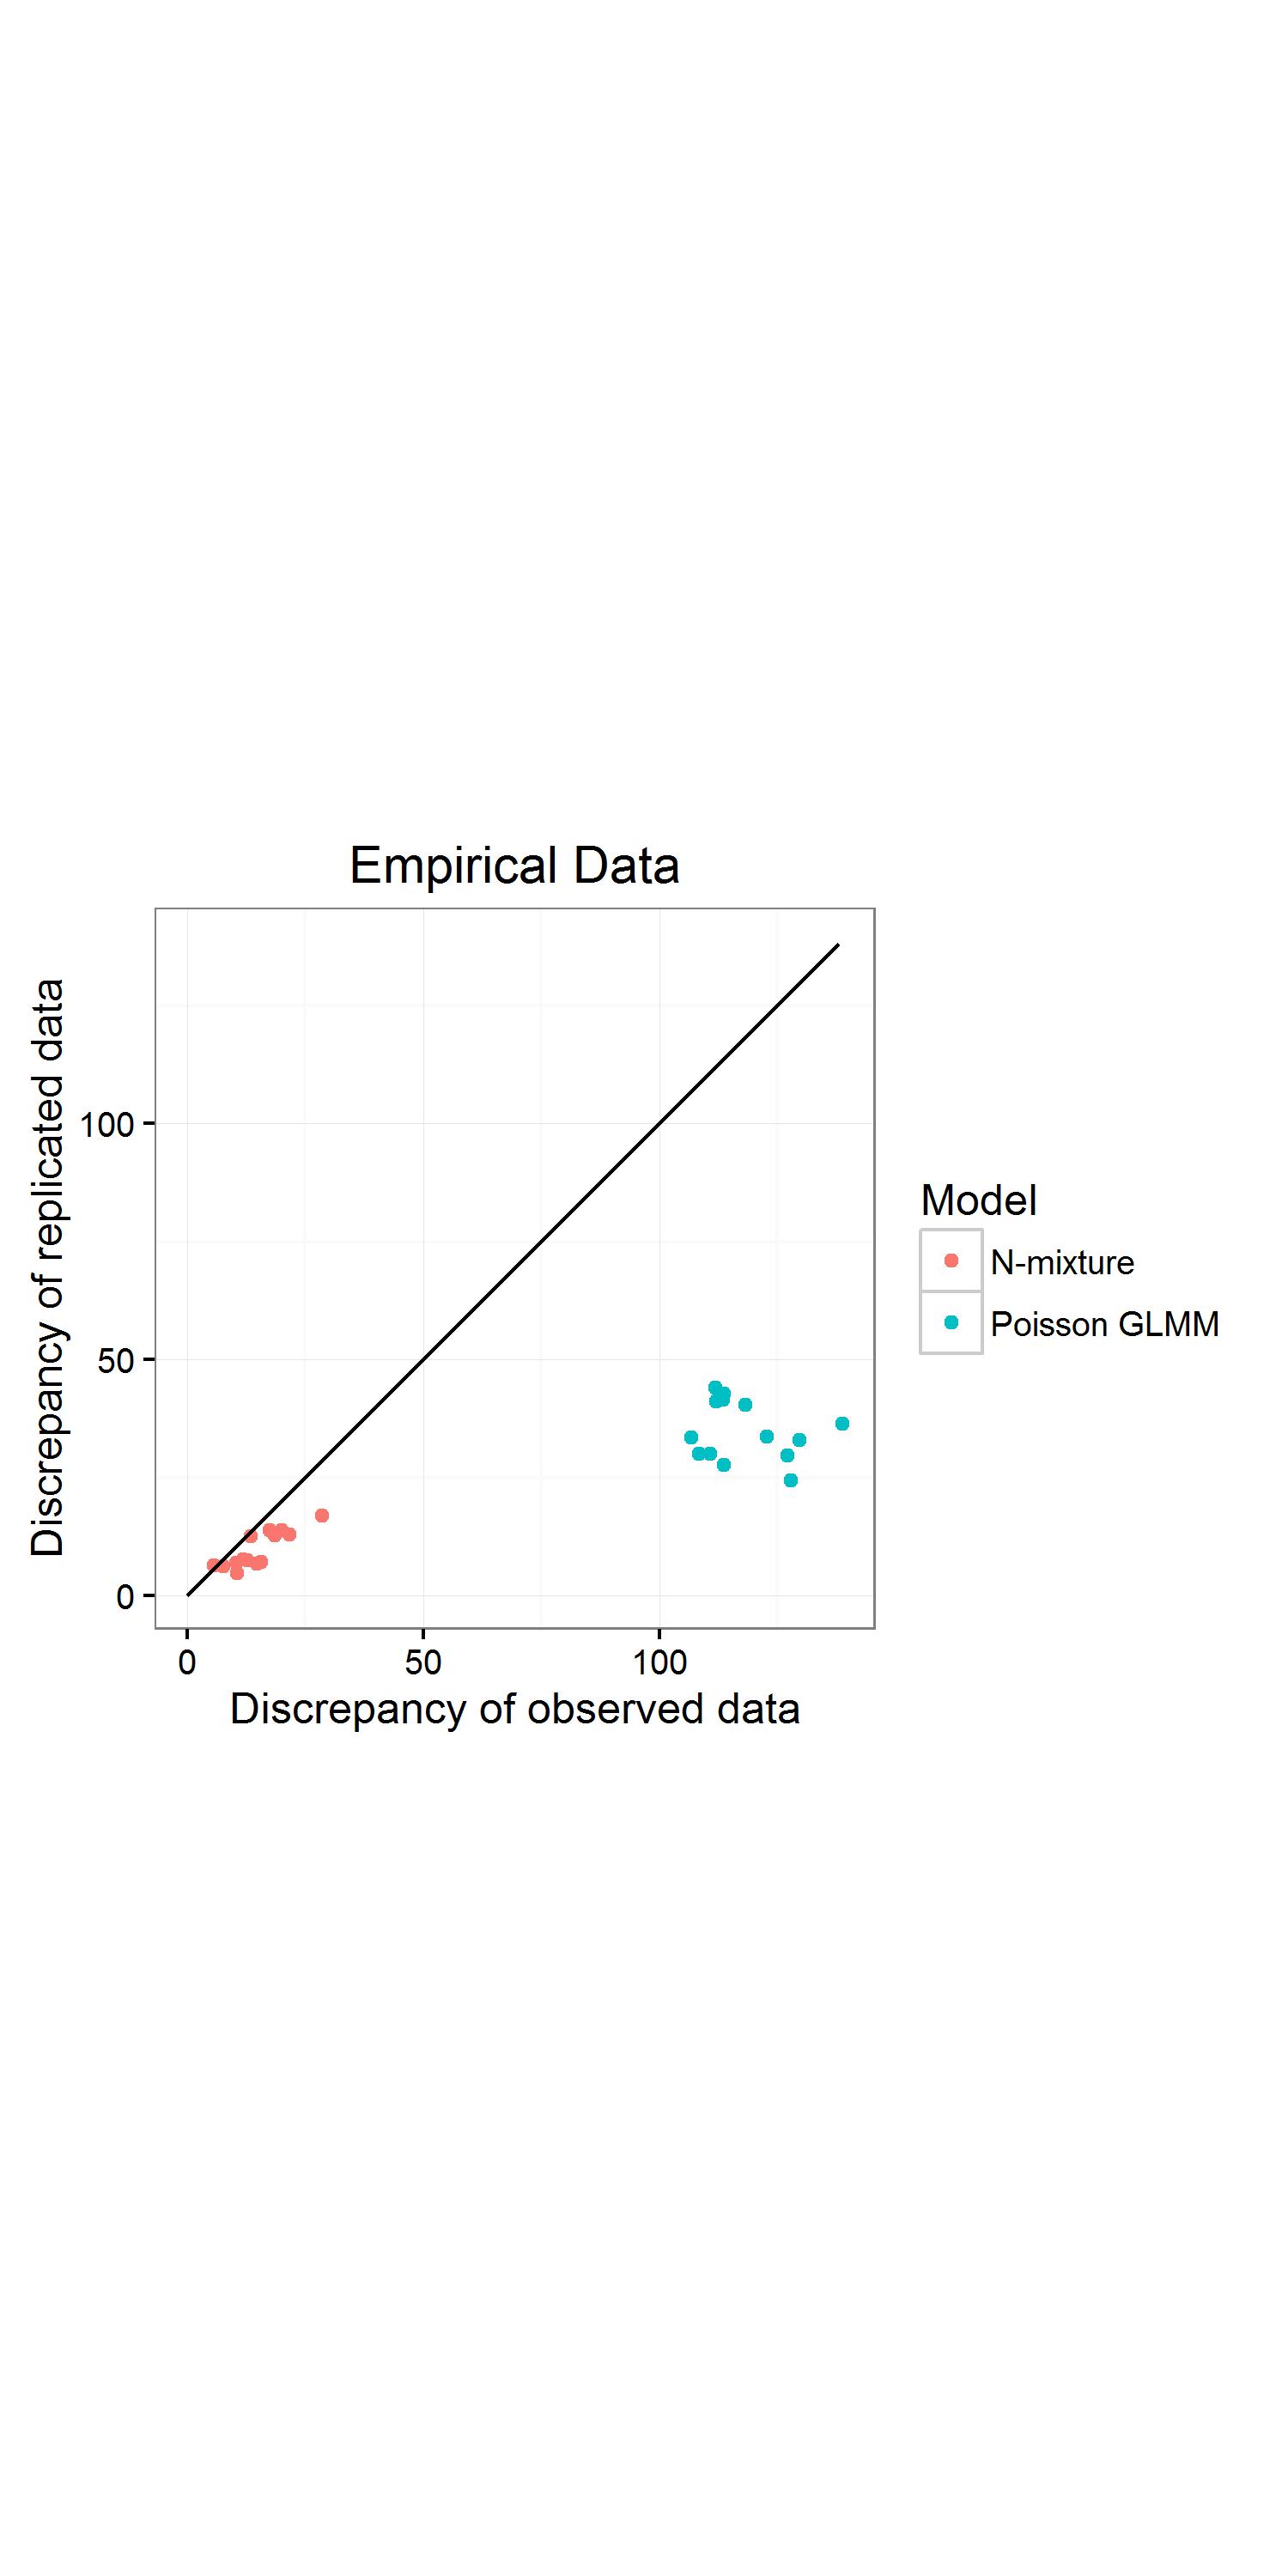 Empirical Data
Discrepancy of replicated data
100
50
0
0 50 100
Discrepancy of observed data
Model
N-mixture
Poisson GLMM